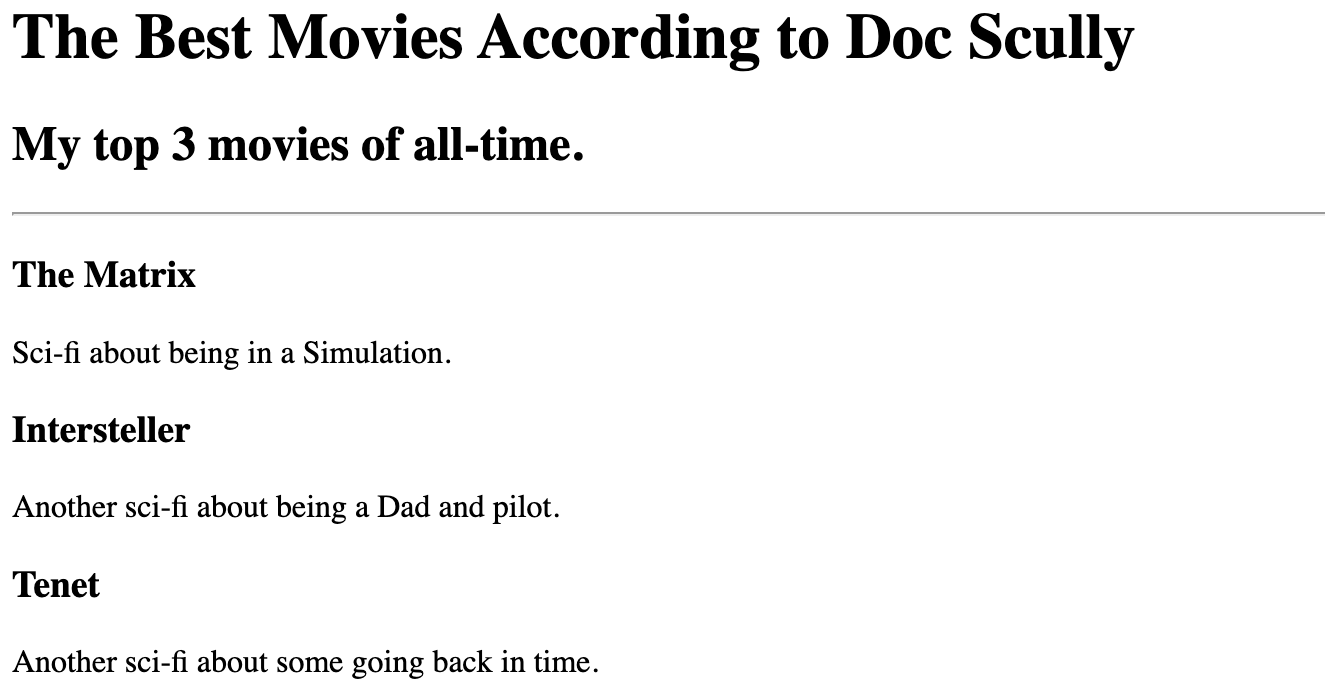 The Best Movies According to Doc Scully
My top 3 movies of all-time.
The Matrix
Sci-fi about being in a Simulation.
Intersteller
Another sci-fi about being a Dad and pilot.
Tenet
Another sci-fi about some going back in time.